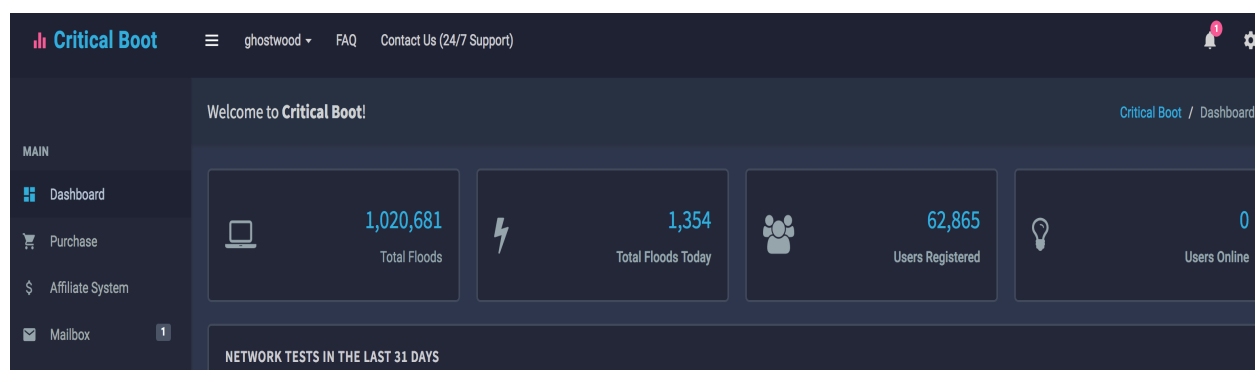 Critical Boot
ghostwood FAQ Contact Us (24/7 Support) 1
Welcome to Critical Boot!
Critical Boot / Dashboard
MAIN
Dashboard
Purchase
$ Affiliate System
Mailbox 1
1,020,681
Total Floods
1,354
Total Floods Today
62,865
Users Registered
0
Users Online
NETWORK TESTS IN THE LAST 31 DAYS